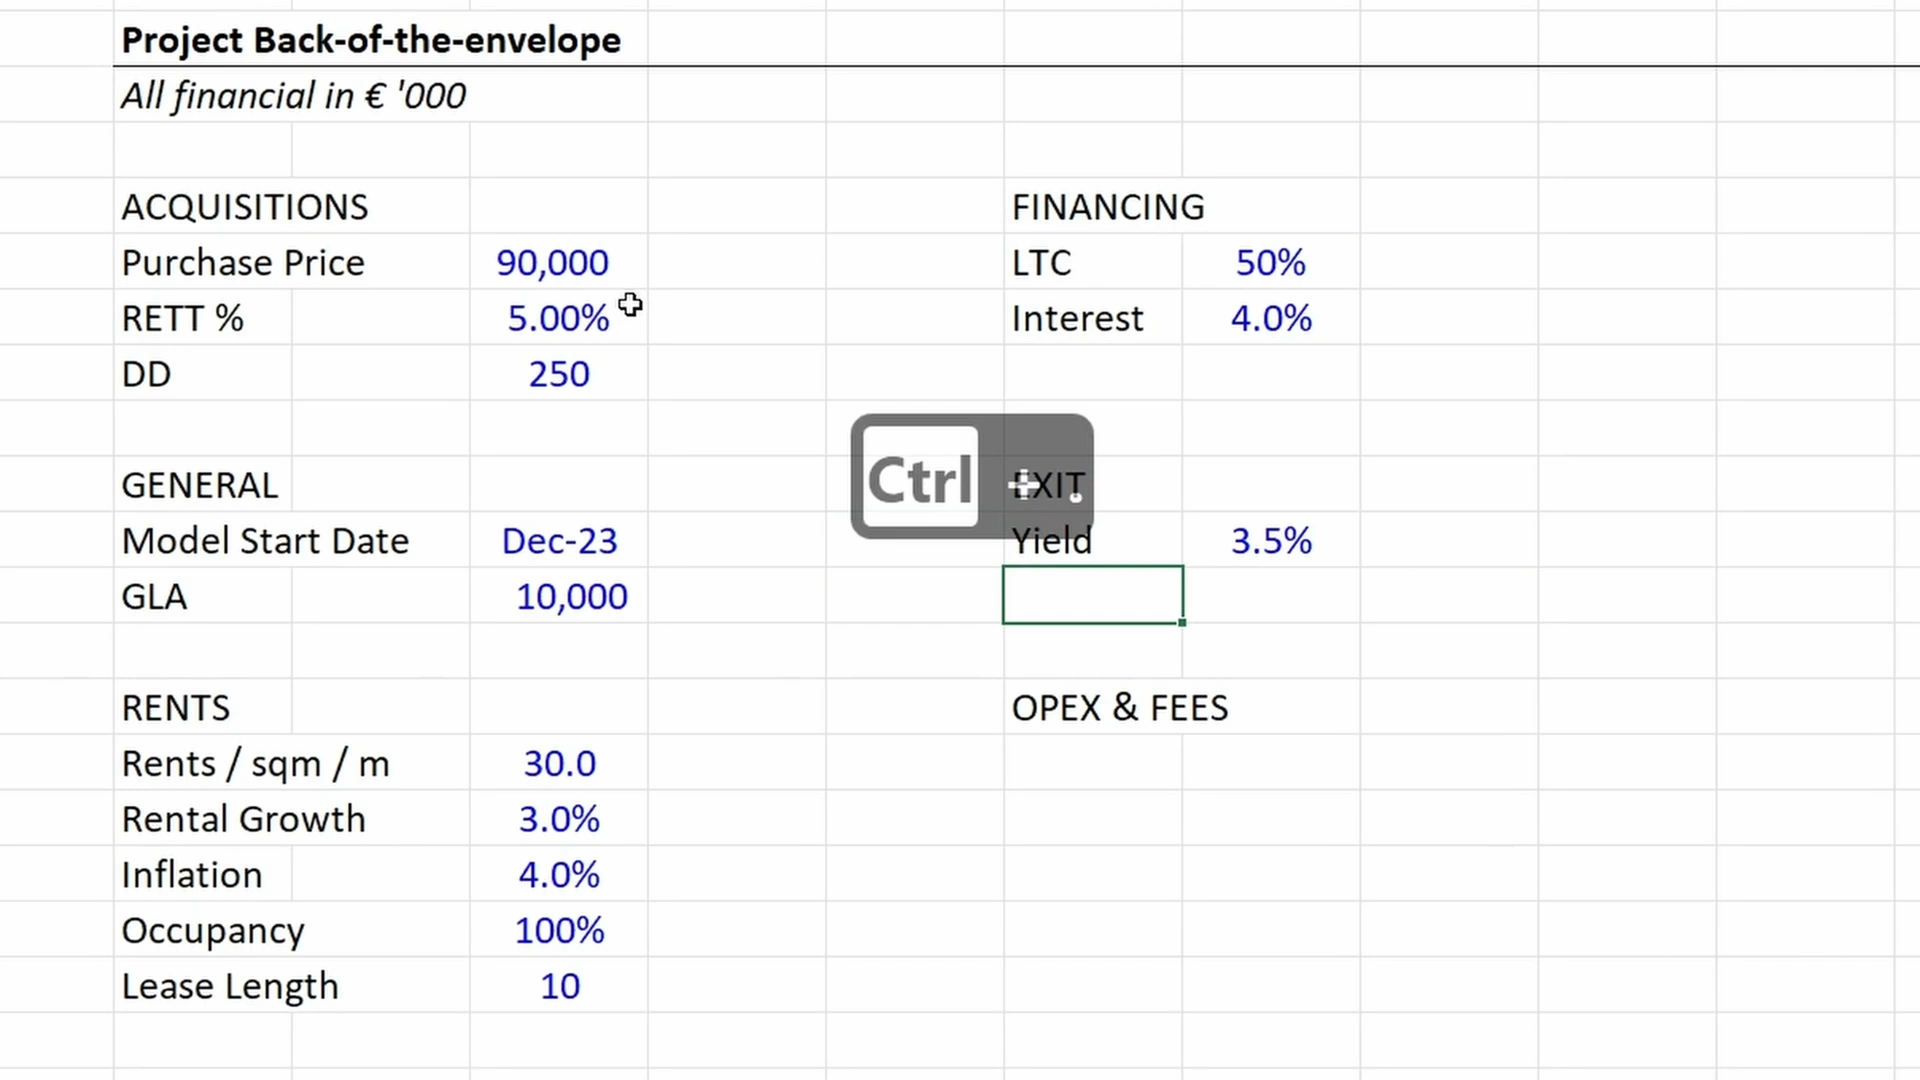 Project Back-of-the-envelope
All financial in € '000
ACQUISITIONS
Purchase Price 90,000
RETT % 5.00%
DD 250
GENERAL
Model Start Date Dec-23
GLA 10,000
RENTS
Rents / sqm / m 30.0
Rental Growth 3.0%
Inflation 4.0%
Occupancy 100%
Lease Length 10
FINANCING
LTC 50%
Interest 4.0%
Ctrl + .
EXIT
Yield 3.5%
OPEX & FEES